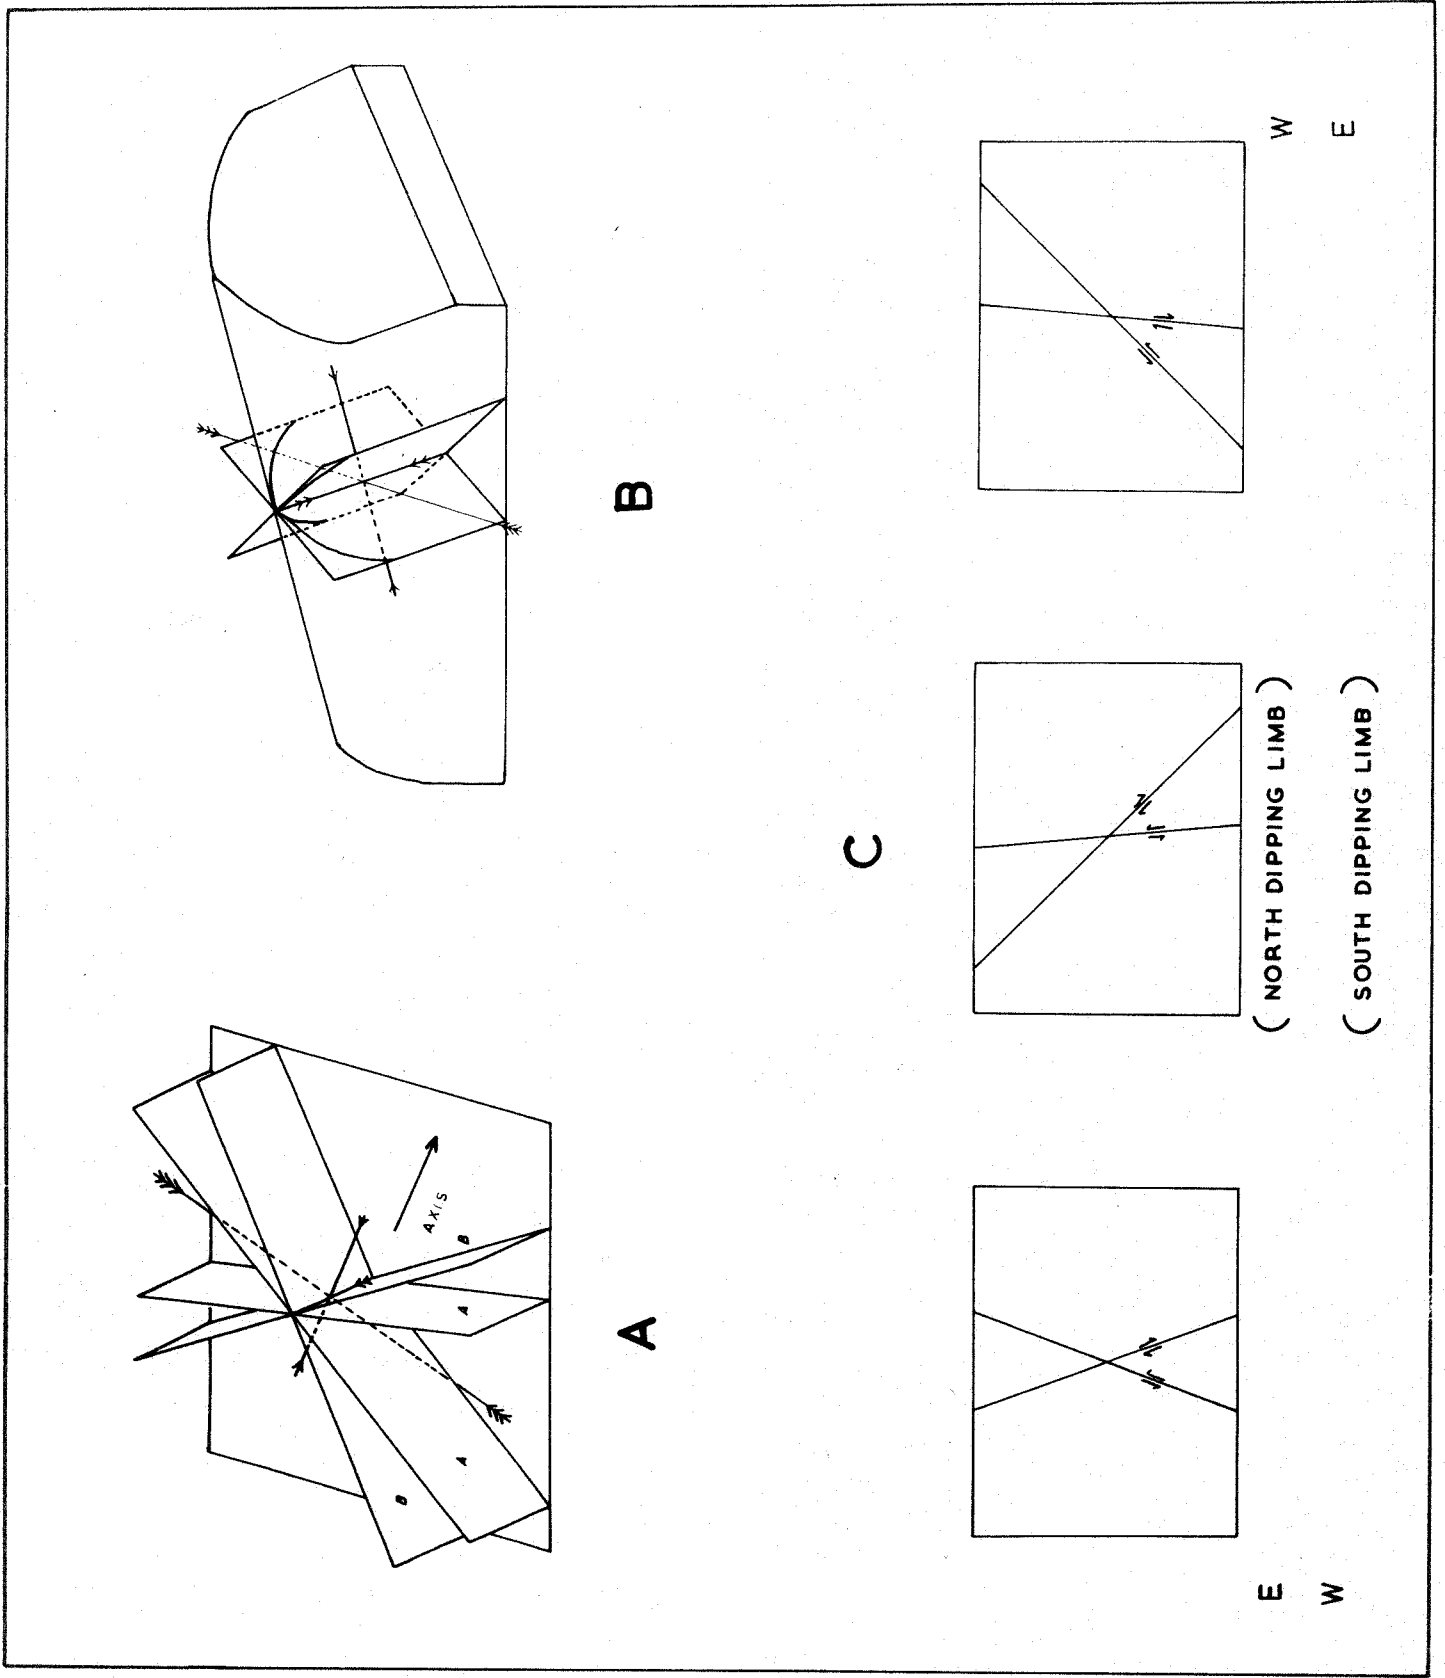 B
AXIS
A A B
A B
C
E ( NORTH DIPPING LIMB ) W
W ( SOUTH DIPPING LIMB ) E